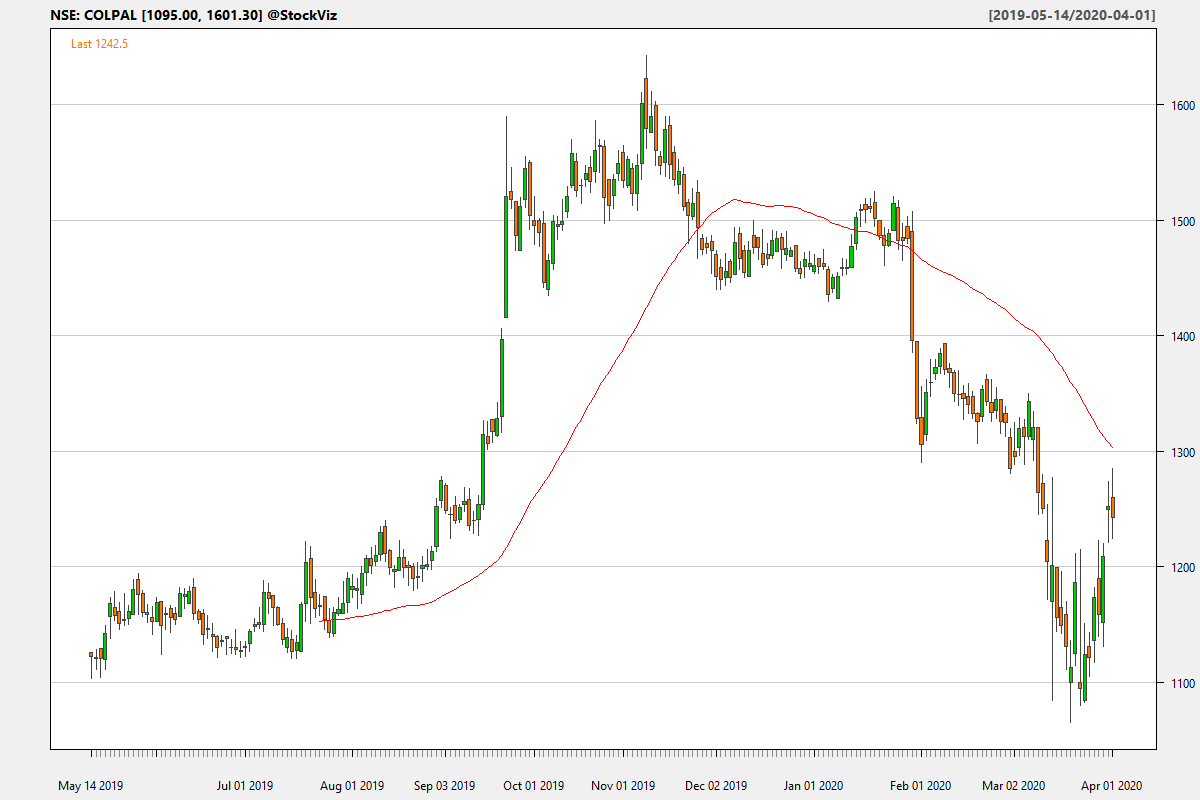 NSE: COLPAL [1095.00, 1601.30] @StockViz [2019-05-14/2020-04-01]
Last 1242.5
1600
1500
1400
1300
1200
1100
May 14 2019 Jul 01 2019 Aug 01 2019 Sep 03 2019 Oct 01 2019 Nov 01 2019 Dec 02 2019 Jan 01 2020 Feb 01 2020 Mar 02 2020 Apr 01 2020